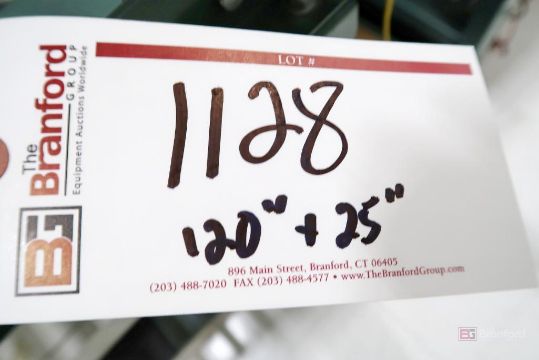 LOT #
The
Branford
GROUP
Equipment Auctions Worldwide
BG
1128
120" + 25"
896 Main Street, Branford, CT 06405
(203) 488-7020 FAX (203) 488-4577 • www.TheBranfordGroup.com
BG Branford